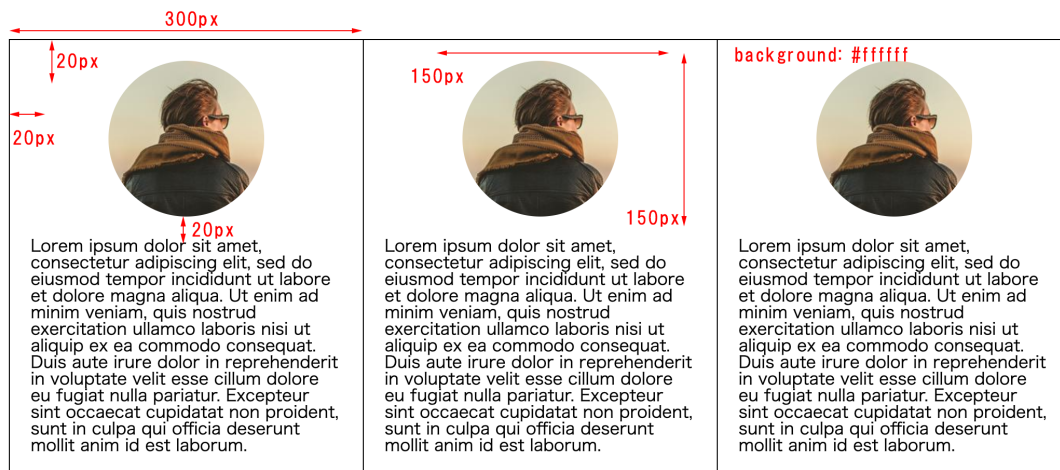 300px
20px
20px
20px
Lorem ipsum dolor sit amet,
consectetur adipiscing elit, sed do
eiusmod tempor incididunt ut labore
et dolore magna aliqua. Ut enim ad
minim veniam, quis nostrud
exercitation ullamco laboris nisi ut
aliquip ex ea commodo consequat.
Duis aute irure dolor in reprehenderit
in voluptate velit esse cillum dolore
eu fugiat nulla pariatur. Excepteur
sint occaecat cupidatat non proident,
sunt in culpa qui officia deserunt
mollit anim id est laborum.
150px
150px
Lorem ipsum dolor sit amet,
consectetur adipiscing elit, sed do
eiusmod tempor incididunt ut labore
et dolore magna aliqua. Ut enim ad
minim veniam, quis nostrud
exercitation ullamco laboris nisi ut
aliquip ex ea commodo consequat.
Duis aute irure dolor in reprehenderit
in voluptate velit esse cillum dolore
eu fugiat nulla pariatur. Excepteur
sint occaecat cupidatat non proident,
sunt in culpa qui officia deserunt
mollit anim id est laborum.
background: #ffffff
Lorem ipsum dolor sit amet,
consectetur adipiscing elit, sed do
eiusmod tempor incididunt ut labore
et dolore magna aliqua. Ut enim ad
minim veniam, quis nostrud
exercitation ullamco laboris nisi ut
aliquip ex ea commodo consequat.
Duis aute irure dolor in reprehenderit
in voluptate velit esse cillum dolore
eu fugiat nulla pariatur. Excepteur
sint occaecat cupidatat non proident,
sunt in culpa qui officia deserunt
mollit anim id est laborum.